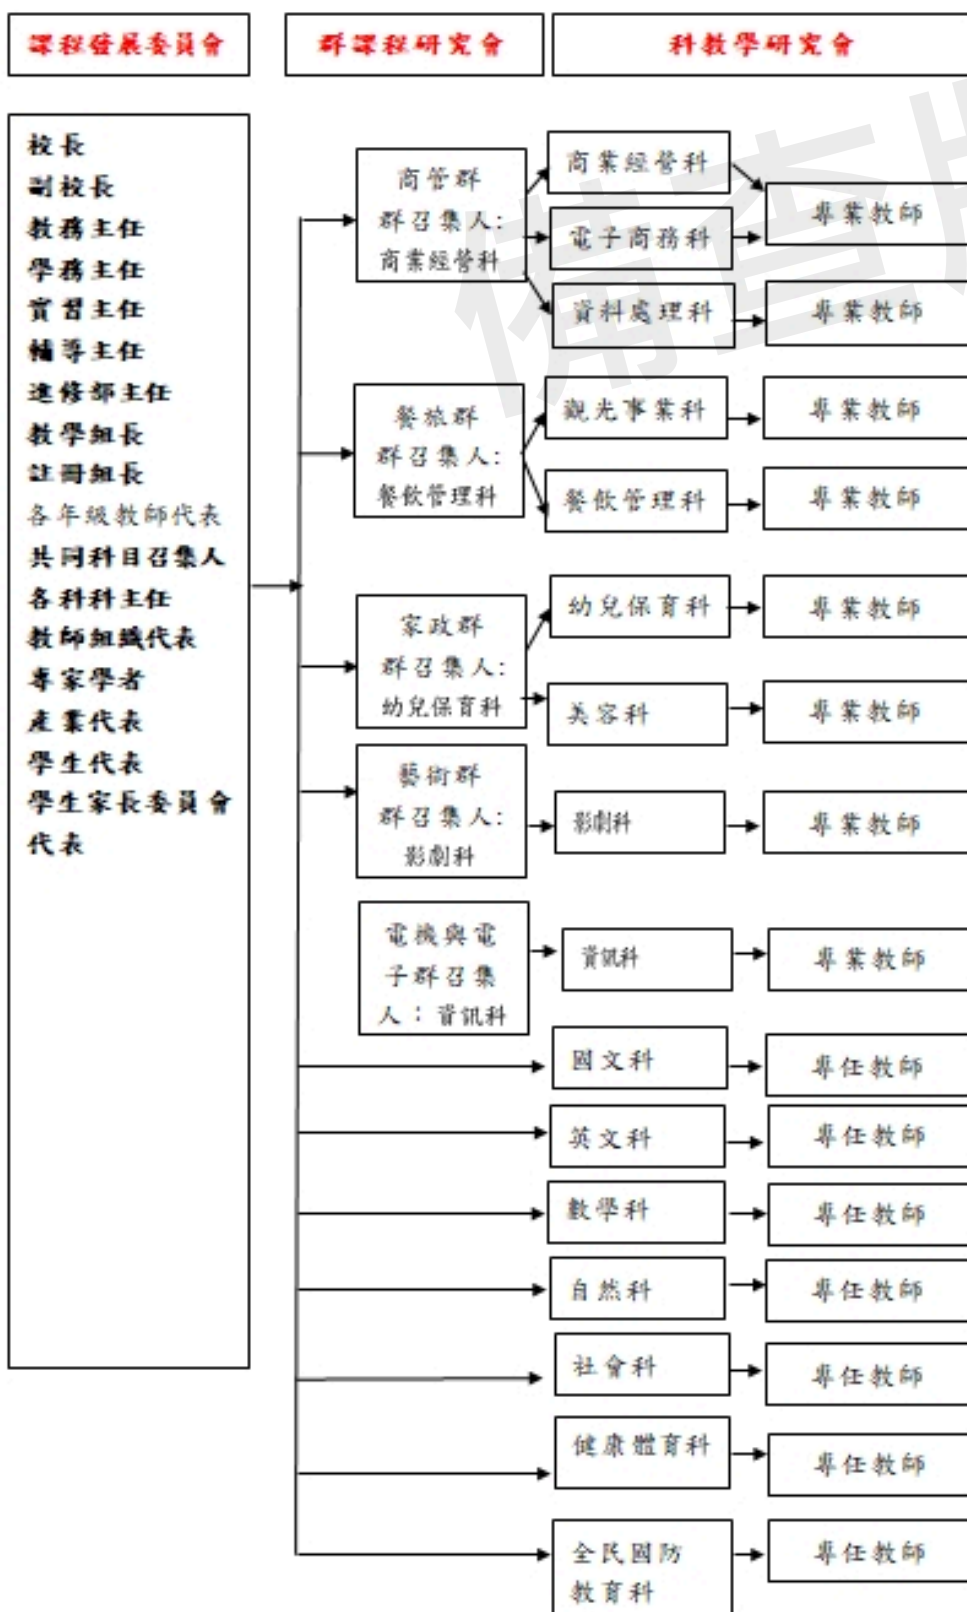 課程發展委員會
群課程研究會
科教學研究會
校長
副校長
教務主任
學務主任
實習主任
輔導主任
進修部主任
教學組長
註冊組長
各年級教師代表
共同科目召集人
各科科主任
教師組織代表
專家學者
產業代表
學生代表
學生家長委員會
代表
商管群
群召集人:
商業經營科
商業經營科
電子商務科
資料處理科
專業教師
專業教師
餐旅群
群召集人:
餐飲管理科
觀光事業科
專業教師
餐飲管理科
專業教師
家政群
群召集人:
幼兒保育科
幼兒保育科
專業教師
美容科
專業教師
藝術群
群召集人:
影劇科
影劇科
專業教師
電機與電
子群召集
人：資訊科
資訊科
專業教師
國文科
專任教師
英文科
專任教師
數學科
專任教師
自然科
專任教師
社會科
專任教師
健康體育科
專任教師
全民國防
教育科
專任教師
備查版